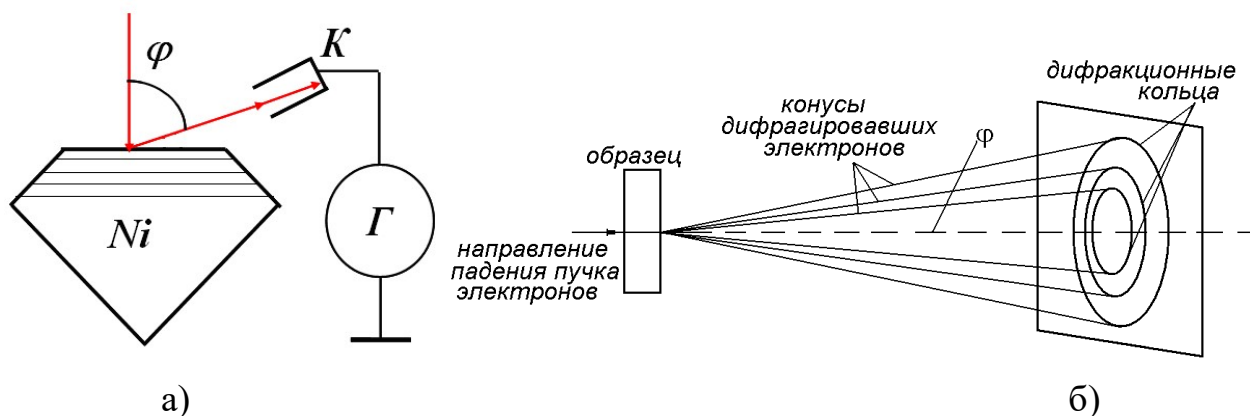 φ
К
Ni
Г
а)
образец
направление
падения пучка
электронов
конусы
дифрагировавших
электронов
φ
дифракционные
кольца
б)